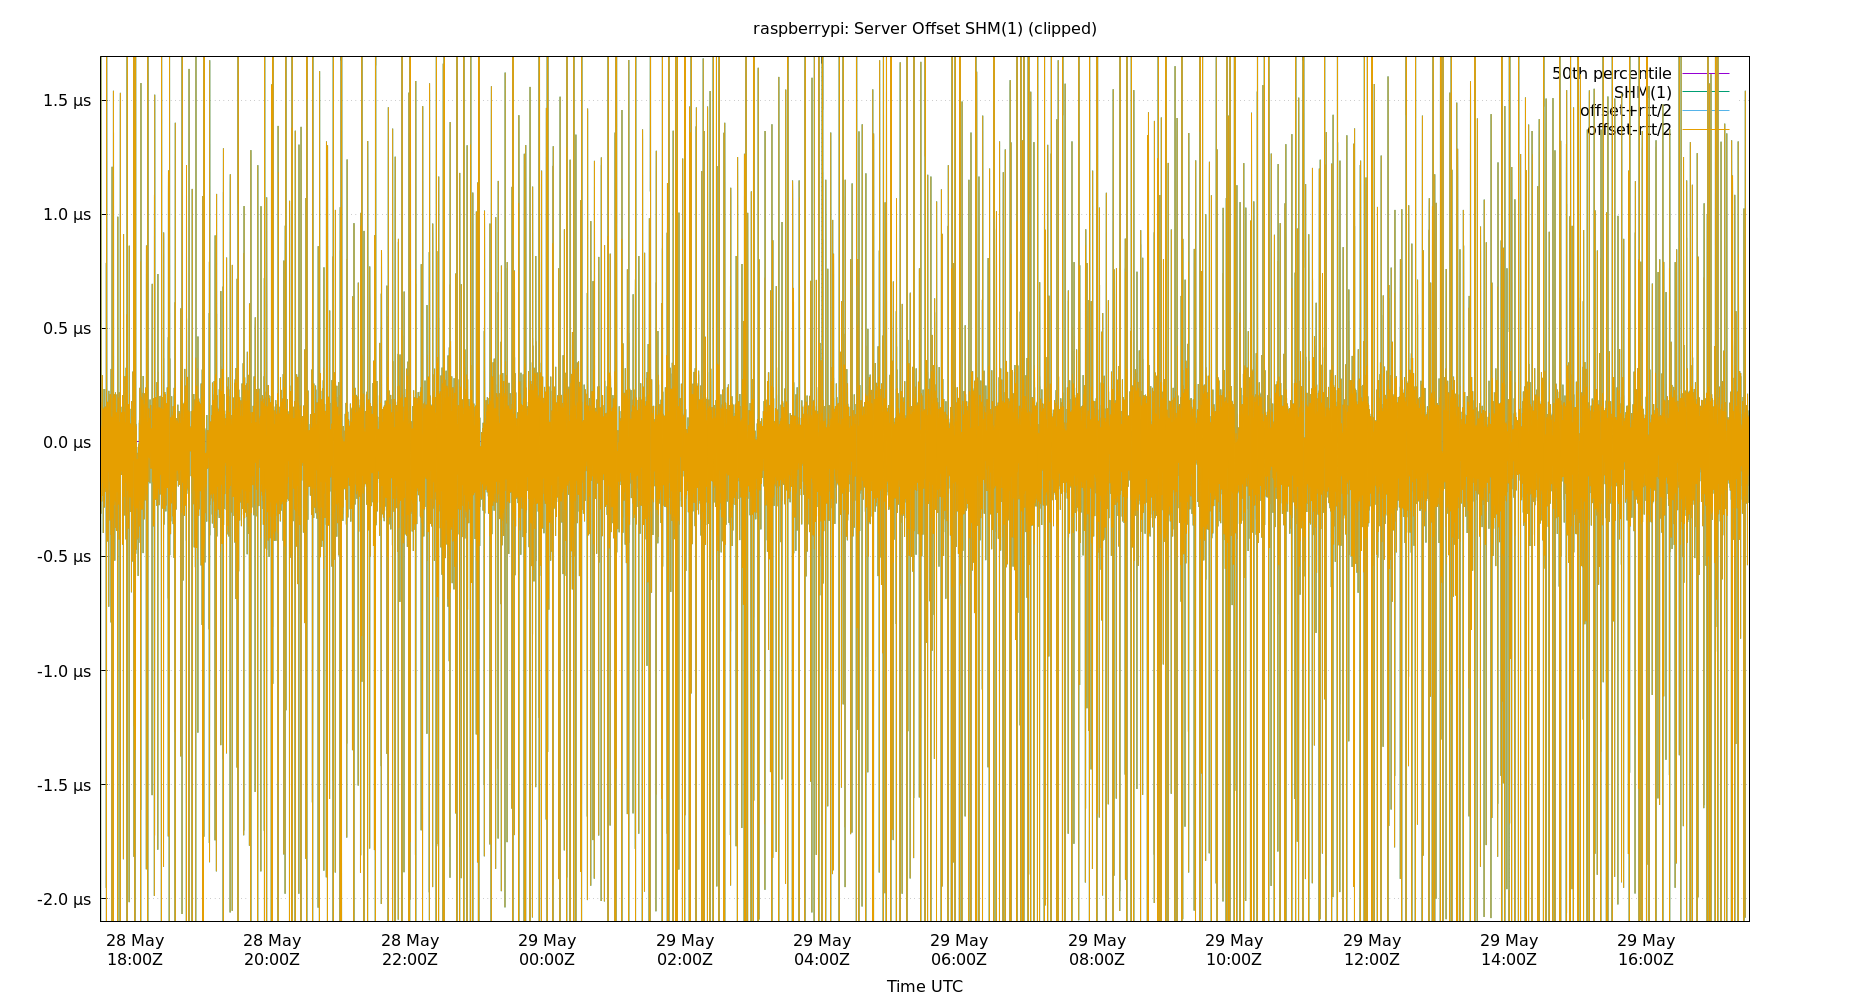 raspberrypi: Server Offset SHM(1) (clipped)
50th percentile
SHM(1)
offset+rtt/2
offset-rtt/2
1.5 μs
1.0 μs
0.5 μs
0.0 μs
-0.5 μs
-1.0 μs
-1.5 μs
-2.0 μs
28 May 28 May 28 May 29 May 29 May 29 May 29 May 29 May 29 May 29 May 29 May 29 May
18:00Z 20:00Z 22:00Z 00:00Z 02:00Z 04:00Z 06:00Z 08:00Z 10:00Z 12:00Z 14:00Z 16:00Z
Time UTC